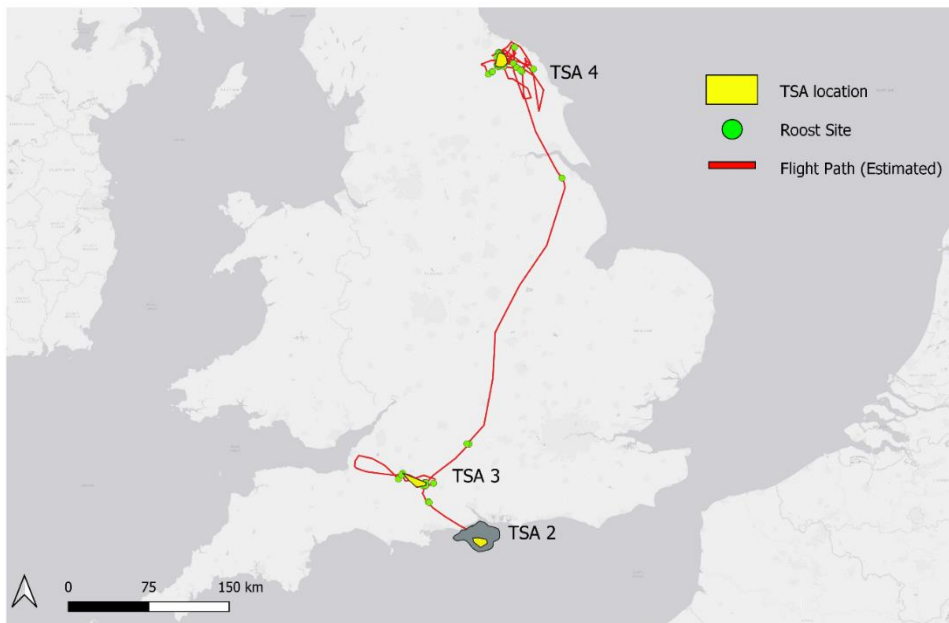 TSA 4
TSA location
Roost Site
Flight Path (Estimated)
TSA 3
TSA 2
0 75 150 km